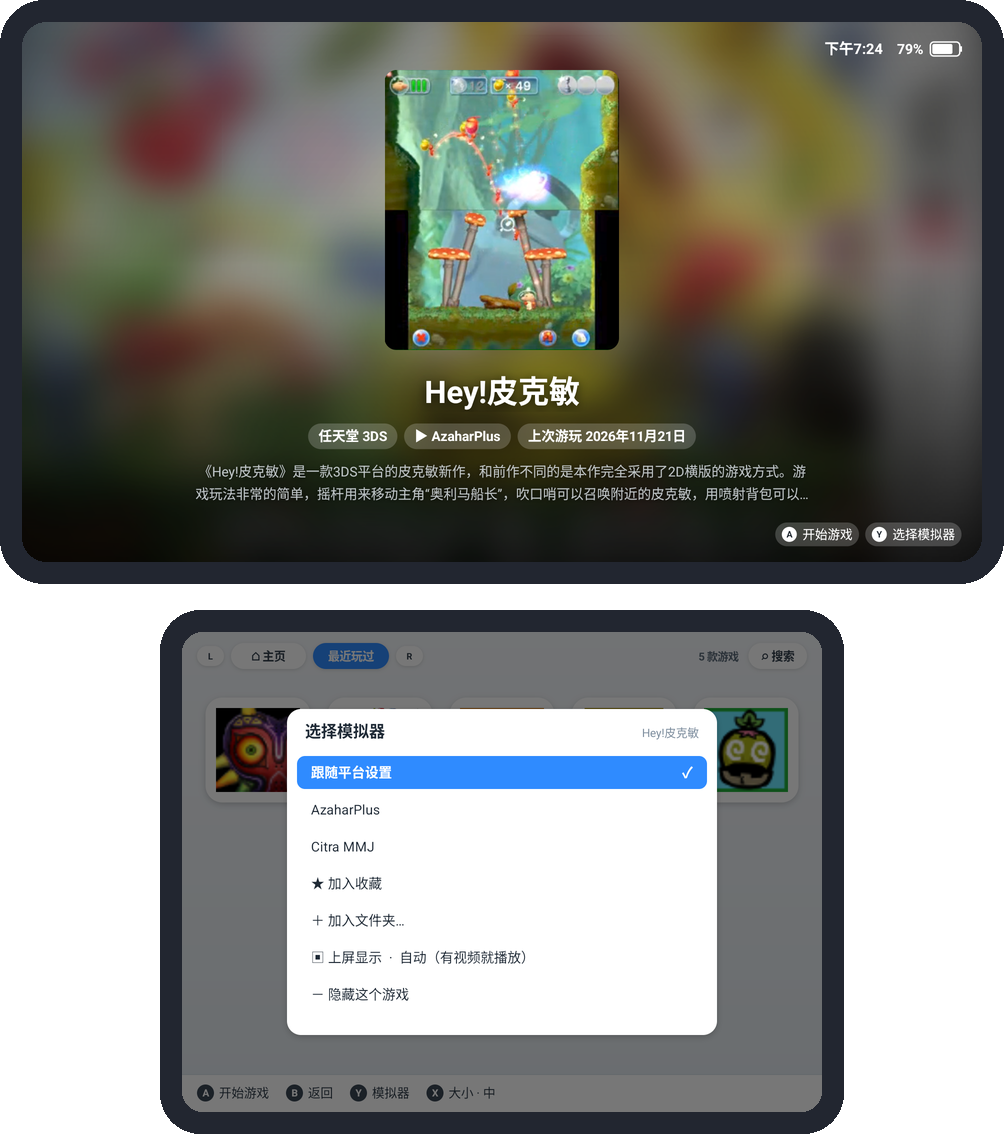 下午7:24 79%
12 × 49
Hey!皮克敏
任天堂 3DS ▶ AzaharPlus 上次游玩 2026年11月21日
《Hey!皮克敏》是一款3DS平台的皮克敏新作，和前作不同的是本作完全采用了2D横版的游戏方式。游
戏玩法非常的简单，摇杆用来移动主角“奥利马船长”，吹口哨可以召唤附近的皮克敏，用喷射背包可以…
A 开始游戏 Y 选择模拟器
L 主页 最近玩过 R 5 款游戏 搜索
选择模拟器 Hey!皮克敏
跟随平台设置 ✓
AzaharPlus
Citra MMJ
★ 加入收藏
＋ 加入文件夹…
▣ 上屏显示 · 自动（有视频就播放）
－ 隐藏这个游戏
A 开始游戏 B 返回 Y 模拟器 X 大小 · 中